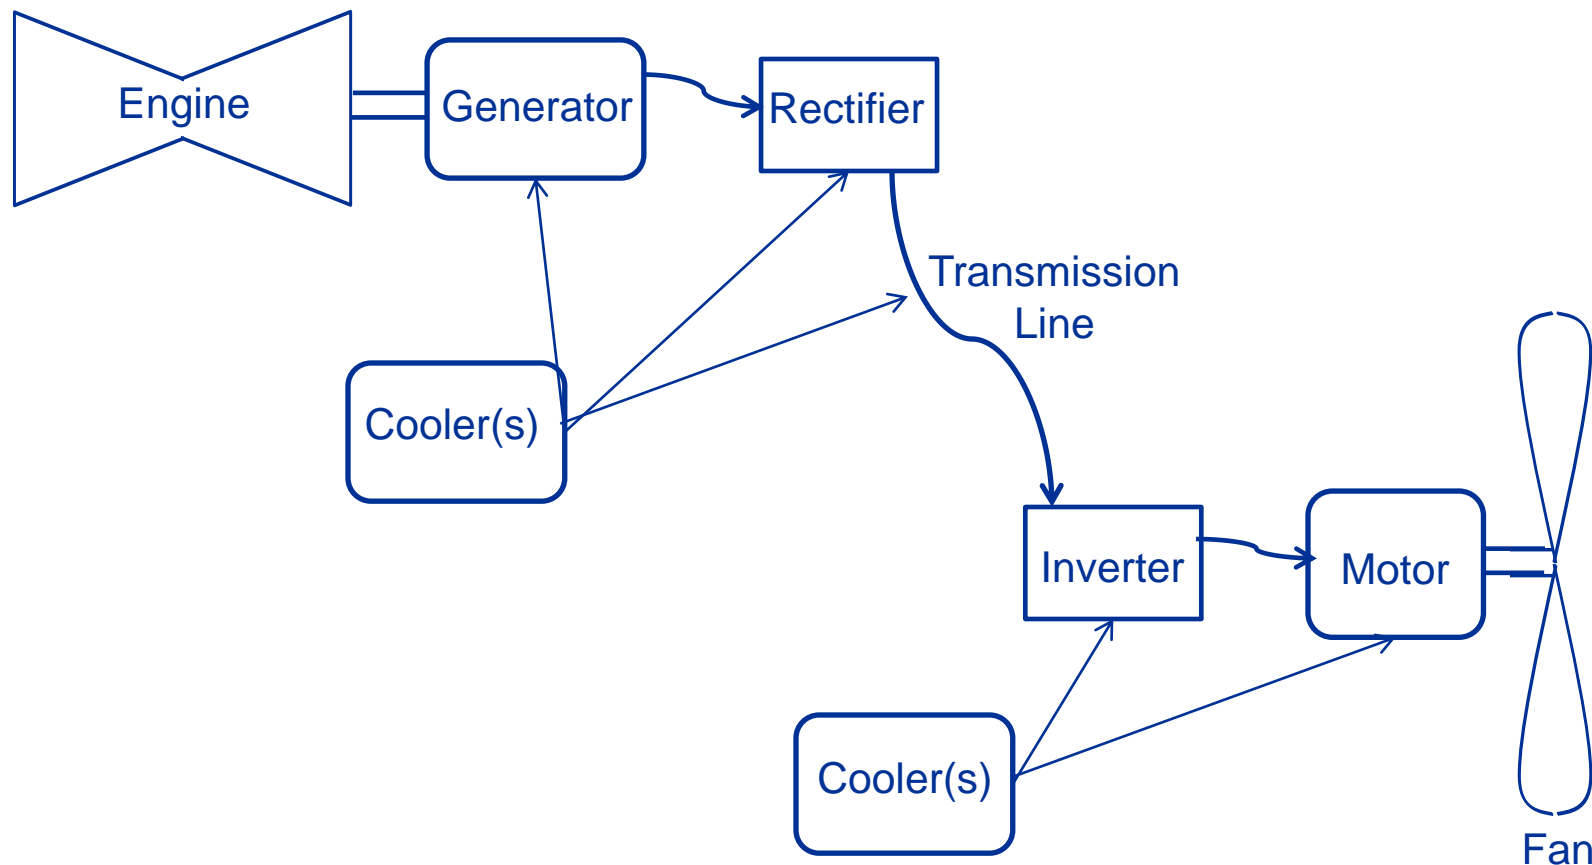 Engine
Generator
Rectifier
Transmission
Line
Cooler(s)
Inverter
Motor
Cooler(s)
Fan